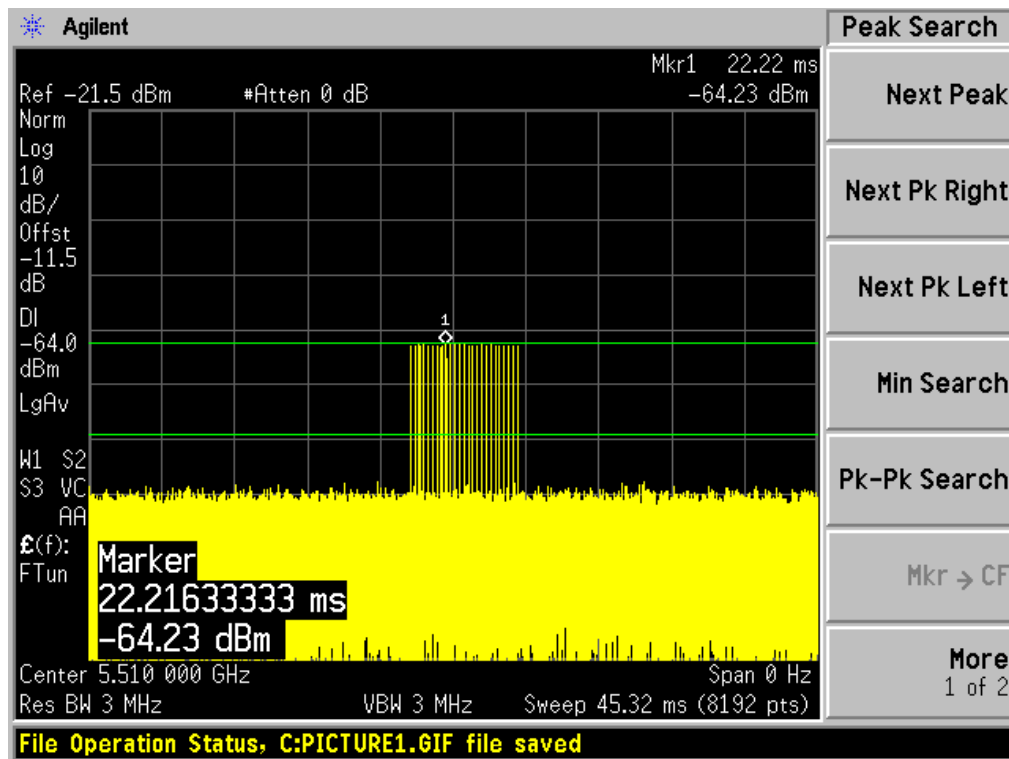 Agilent
Peak Search
Mkr1 22.22 ms
Ref -21.5 dBm #Atten 0 dB -64.23 dBm
Norm
Log
10
dB/
Offst
-11.5
dB
DI
-64.0
dBm
LgAv
W1 S2
S3 VC
AA
£(f):
FTun
1
Marker
22.21633333 ms
-64.23 dBm
Center 5.510 000 GHz Span 0 Hz
Res BW 3 MHz VBW 3 MHz Sweep 45.32 ms (8192 pts)
File Operation Status, C:PICTURE1.GIF file saved
Next Peak
Next Pk Right
Next Pk Left
Min Search
Pk-Pk Search
Mkr → CF
More
1 of 2